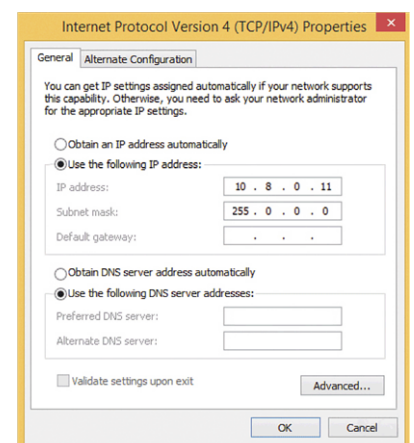 Internet Protocol Version 4 (TCP/IPv4) Properties
General
Alternate Configuration
You can get IP settings assigned automatically if your network supports
this capability. Otherwise, you need to ask your network administrator
for the appropriate IP settings.
Obtain an IP address automatically
Use the following IP address:
IP address: 10 . 8 . 0 . 11
Subnet mask: 255 . 0 . 0 . 0
Default gateway: . . .
Obtain DNS server address automatically
Use the following DNS server addresses:
Preferred DNS server:
Alternate DNS server:
Validate settings upon exit
Advanced...
OK Cancel